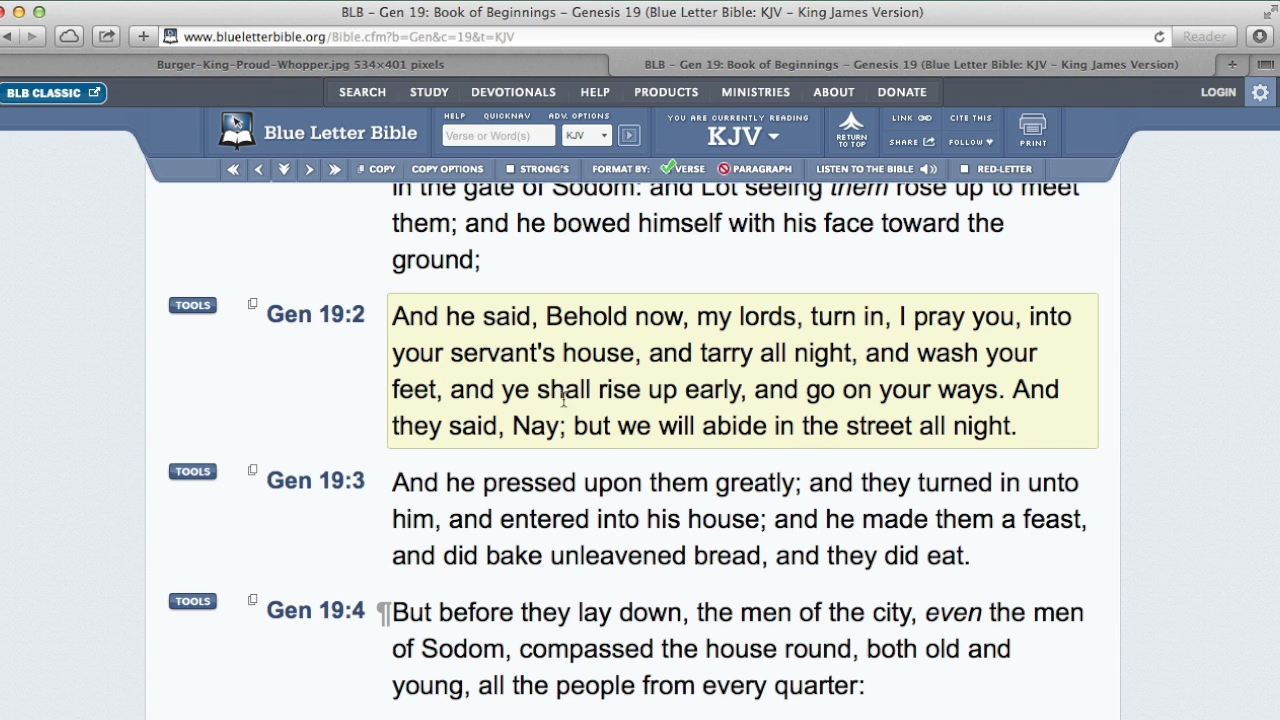 BLB – Gen 19: Book of Beginnings – Genesis 19 (Blue Letter Bible: KJV – King James Version)
www.blueletterbible.org/Bible.cfm?b=Gen&c=19&t=KJV
Reader
Burger-King-Proud-Whopper.jpg 534×401 pixels
BLB – Gen 19: Book of Beginnings – Genesis 19 (Blue Letter Bible: KJV – King James Version)
BLB CLASSIC
SEARCH STUDY DEVOTIONALS HELP PRODUCTS MINISTRIES ABOUT DONATE
LOGIN
Blue Letter Bible
HELP QUICKNAV ADV. OPTIONS
Verse or Word(s)
KJV
YOU ARE CURRENTLY READING
KJV
RETURN
TO TOP
LINK CITE THIS
SHARE FOLLOW
PRINT
COPY COPY OPTIONS STRONG'S FORMAT BY: VERSE PARAGRAPH LISTEN TO THE BIBLE RED-LETTER
in the gate of Sodom: and Lot seeing them rose up to meet
them; and he bowed himself with his face toward the
ground;
TOOLS
Gen 19:2
And he said, Behold now, my lords, turn in, I pray you, into
your servant's house, and tarry all night, and wash your
feet, and ye shall rise up early, and go on your ways. And
they said, Nay; but we will abide in the street all night.
TOOLS
Gen 19:3
And he pressed upon them greatly; and they turned in unto
him, and entered into his house; and he made them a feast,
and did bake unleavened bread, and they did eat.
TOOLS
Gen 19:4
¶But before they lay down, the men of the city, even the men
of Sodom, compassed the house round, both old and
young, all the people from every quarter: